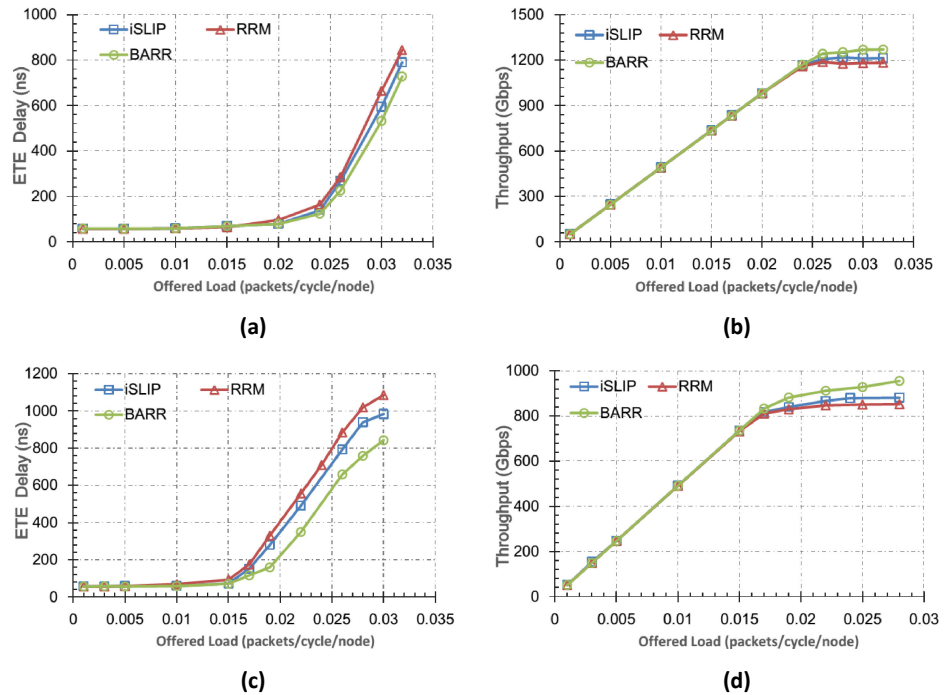 iSLIP RRM
BARR
ETE Delay (ns)
1000
800
600
400
200
0
0 0.005 0.01 0.015 0.02 0.025 0.03 0.035
Offered Load (packets/cycle/node)
(a)
iSLIP RRM
BARR
Throughput (Gbps)
1500
1200
900
600
300
0
0 0.005 0.01 0.015 0.02 0.025 0.03 0.035
Offered Load (packets/cycle/node)
(b)
iSLIP RRM
BARR
ETE Delay (ns)
1200
1000
800
600
400
200
0
0 0.005 0.01 0.015 0.02 0.025 0.03 0.035
Offered Load (packets/cycle/node)
(c)
iSLIP RRM
BARR
Throughput (Gbps)
1000
800
600
400
200
0
0 0.005 0.01 0.015 0.02 0.025 0.03
Offered Load (packets/cycle/node)
(d)